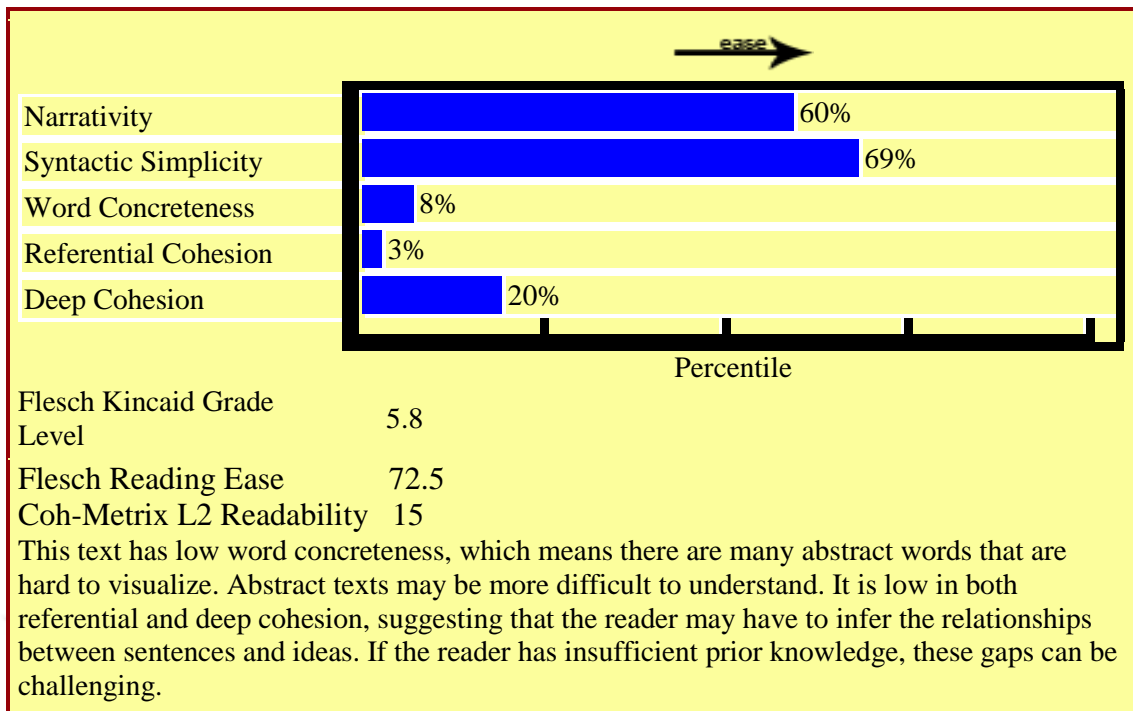 ease
Narrativity 60%
Syntactic Simplicity 69%
Word Concreteness 8%
Referential Cohesion 3%
Deep Cohesion 20%
Percentile
Flesch Kincaid Grade
Level 5.8
Flesch Reading Ease 72.5
Coh-Metrix L2 Readability 15
This text has low word concreteness, which means there are many abstract words that are
hard to visualize. Abstract texts may be more difficult to understand. It is low in both
referential and deep cohesion, suggesting that the reader may have to infer the relationships
between sentences and ideas. If the reader has insufficient prior knowledge, these gaps can be
challenging.